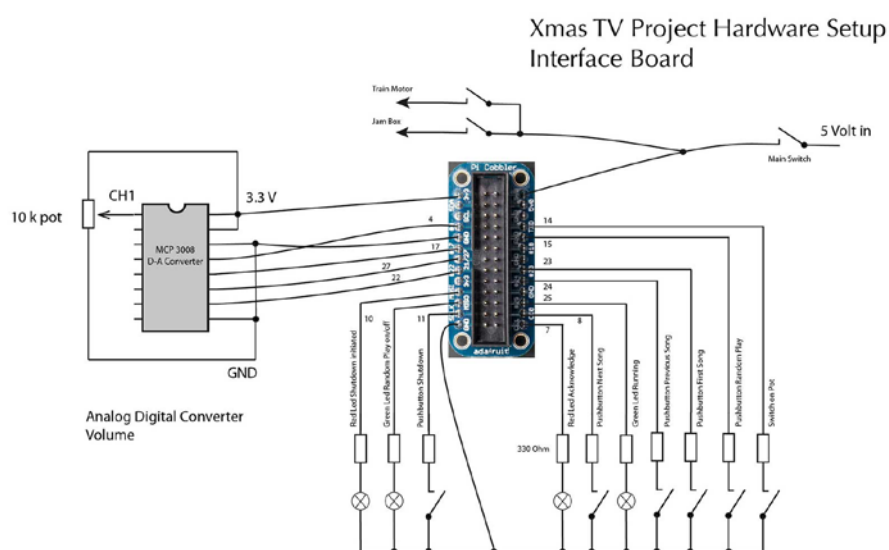 Xmas TV Project Hardware Setup
Interface Board
Train Motor
Jam Box
5 Volt in
Main Switch
Pi Cobbler
CH1
3.3 V
10 k pot
MCP 3008
D-A Converter
4
17
27
22
10
11
14
15
23
24
25
8
7
GND
adafruit!
Analog Digital Converter
Volume
Red Led Shutdown initiated
Green Led Random Play on/off
Pushbutton Shutdown
330 Ohm
Red Led Acknowledge
Pushbutton Next Song
Green Led Running
Pushbutton Previous Song
Pushbutton First Song
Pushbutton Random Play
Switch on Pot